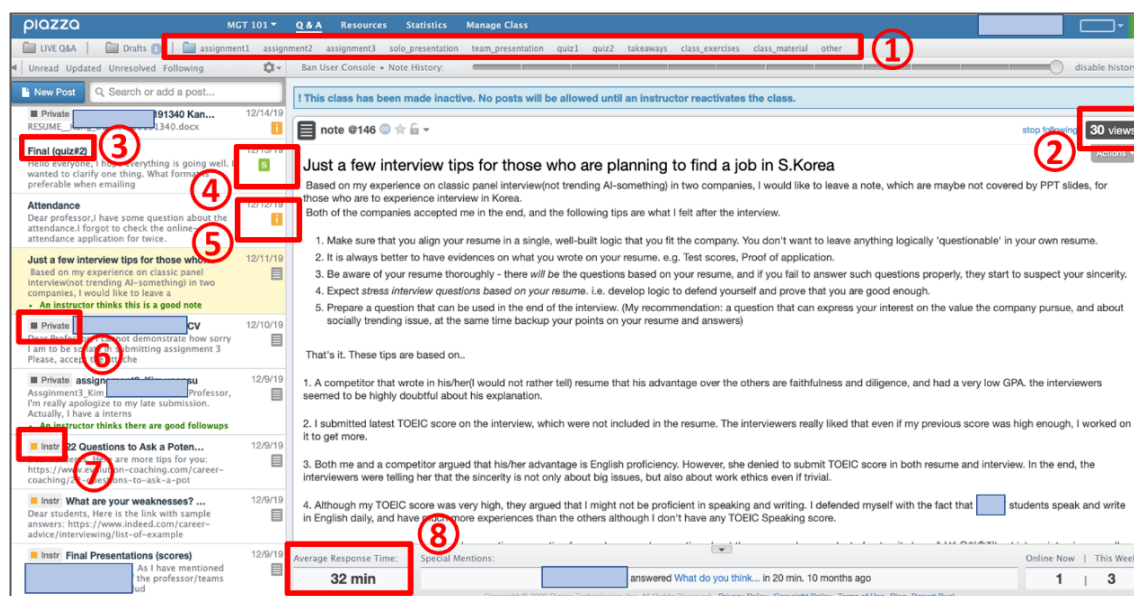 piazza
MGT 101 Q & A Resources Statistics Manage Class
LIVE Q&A Drafts assignment1 assignment2 assignment3 solo_presentation team_presentation quiz1 quiz2 takeaways class_exercises class_material other
1
Unread Updated Unresolved Following
Ban User Console • Note History: disable history
New Post
Search or add a post...
Private 191340 Kan... 12/14/19
1340.docx
i
Final (quiz#2)
3
Hello everyone, I hope everything is going well. I
wanted to clarify one thing. What format is
preferable when emailing
S
4
Attendance 12/12/19
Dear professor,I have some question about the
attendance.I forgot to check the online-
attendance application for twice.
i
5
Just a few interview tips for those who... 12/11/19
Based on my experience on classic panel
interview(not trending AI-something) in two
companies, I would like to leave a
• An instructor thinks this is a good note
Private CV 12/10/19
Dear Professor, I cannot demonstrate how sorry
I am to be so late in submitting assignment 3
Please, accept the attache
6
Private 12/9/19
Professor,
I'm really apologize to my late submission.
Actually, I have a interns
• An instructor thinks there are good followups
Instr 22 Questions to Ask a Poten... 12/9/19
7
are more tips for you:
Instr What are your weaknesses? ... 12/9/19
Dear students, Here is the link with sample
answers: https://www.indeed.com/career-
advice/interviewing/list-of-example
Instr Final Presentations (scores) 12/9/19
As I have mentioned
the professor/teams
! This class has been made inactive. No posts will be allowed until an instructor reactivates the class.
note @146
stop following 30 views
2
Actions
Just a few interview tips for those who are planning to find a job in S.Korea
Based on my experience on classic panel interview(not trending AI-something) in two companies, I would like to leave a note, which are maybe not covered by PPT slides, for
those who are to experience interview in Korea.
Both of the companies accepted me in the end, and the following tips are what I felt after the interview.
1. Make sure that you align your resume in a single, well-built logic that you fit the company. You don't want to leave anything logically 'questionable' in your own resume.
2. It is always better to have evidences on what you wrote on your resume. e.g. Test scores, Proof of application.
3. Be aware of your resume thoroughly - there will be the questions based on your resume, and if you fail to answer such questions properly, they start to suspect your sincerity.
4. Expect stress interview questions based on your resume. i.e. develop logic to defend yourself and prove that you are good enough.
5. Prepare a question that can be used in the end of the interview. (My recommendation: a question that can express your interest on the value the company pursue, and about
socially trending issue, at the same time backup your points on your resume and answers)
That's it. These tips are based on..
1. A competitor that wrote in his/her(I would not rather tell) resume that his advantage over the others are faithfulness and diligence, and had a very low GPA. the interviewers
seemed to be highly doubtful about his explanation.
2. I submitted latest TOEIC score on the interview, which were not included in the resume. The interviewers really liked that even if my previous score was high enough, I worked on
it to get more.
3. Both me and a competitor argued that his/her advantage is English proficiency. However, she denied to submit TOEIC score in both resume and interview. In the end, the
interviewers were telling her that the sincerity is not only about big issues, but also about work ethics even if trivial.
4. Although my TOEIC score was very high, they argued that I might not be proficient in speaking and writing. I defended myself with the fact that students speak and write
in English daily, and have much more experiences than the others although I don't have any TOEIC Speaking score.
8
Average Response Time: Special Mentions: Online Now | This Week
32 min answered What do you think... in 20 min. 10 months ago 1 | 3